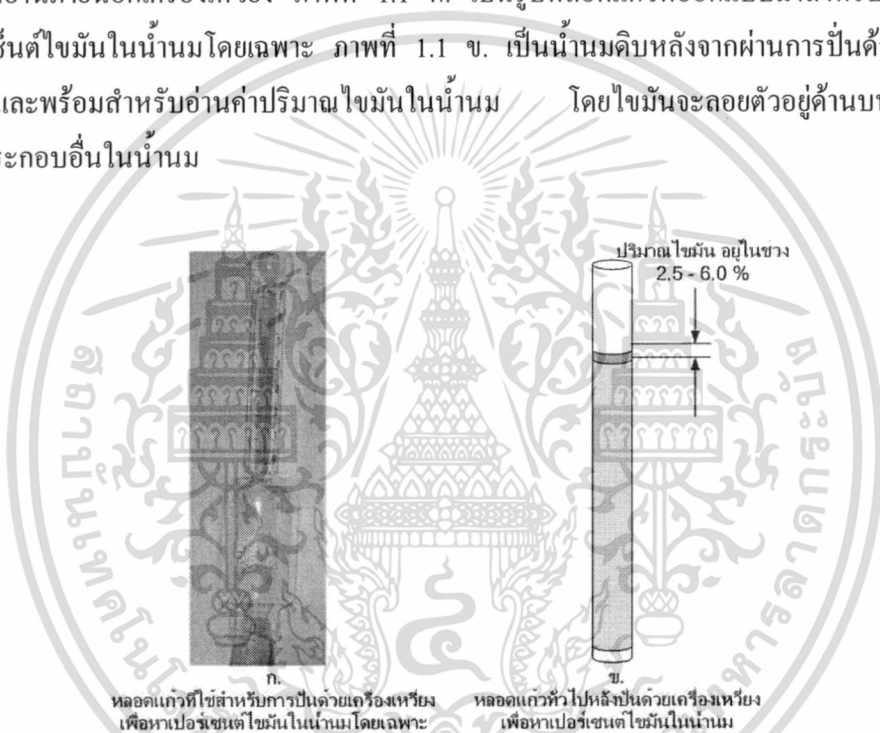 เซ็นต์ไขมันในน้ำนมโดยเฉพาะ ภาพที่ 1.1 ข. เป็นน้ำนมดิบหลังจากผ่านการปั่นด้
และพร้อมสำหรับอ่านค่าปริมาณไขมันในน้ำนม โดยไขมันจะลอยตัวอยู่ด้านบน
ระกอบอื่นในน้ำนม
ปริมาณไขมัน อยู่ในช่วง
2.5 - 6.0 %
ก.
หลอดแก้วที่ใช้สำหรับการปั่นด้วยเครื่องเหวี่ยง
เพื่อหาเปอร์เซนต์ไขมันในน้ำนมโดยเฉพาะ
ข.
หลอดแก้วทั่วไปหลังปั่นด้วยเครื่องเหวี่ยง
เพื่อหาเปอร์เซนต์ไขมันในน้ำนม